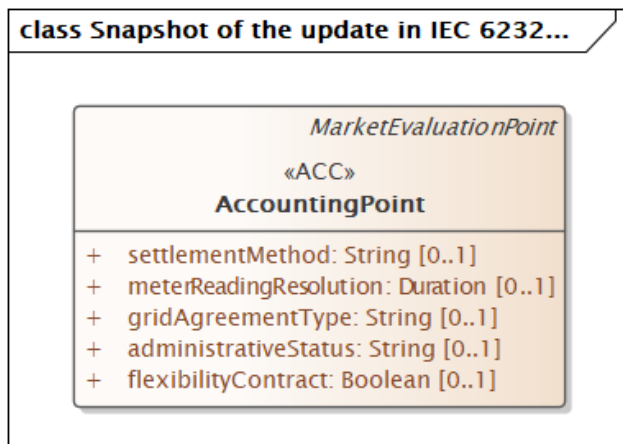 class Snapshot of the update in IEC 6232...
MarketEvaluationPoint
«ACC»
AccountingPoint
+ settlementMethod: String [0..1]
+ meterReadingResolution: Duration [0..1]
+ gridAgreementType: String [0..1]
+ administrativeStatus: String [0..1]
+ flexibilityContract: Boolean [0..1]